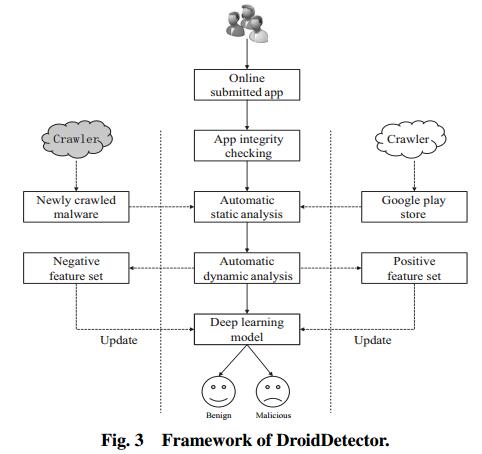 Online
submitted app
App integrity
checking
Crawler
Crawler
Newly crawled
malware
Automatic
static analysis
Google play
store
Negative
feature set
Automatic
dynamic analysis
Positive
feature set
Deep learning
model
Update
Update
Benign
Malicious
Fig. 3 Framework of DroidDetector.